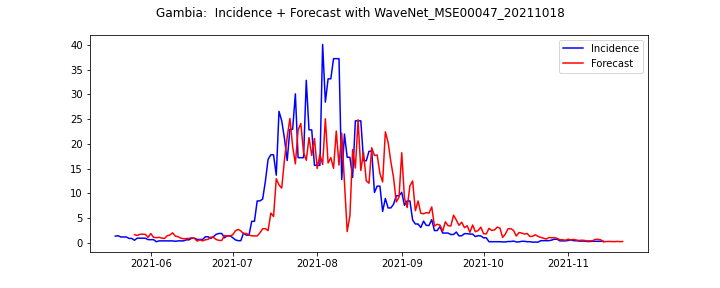 Gambia:  Incidence + Forecast with WaveNet_MSE00047_20211018
Incidence
Forecast
40
35
30
25
20
15
10
5
0
2021-06 2021-07 2021-08 2021-09 2021-10 2021-11